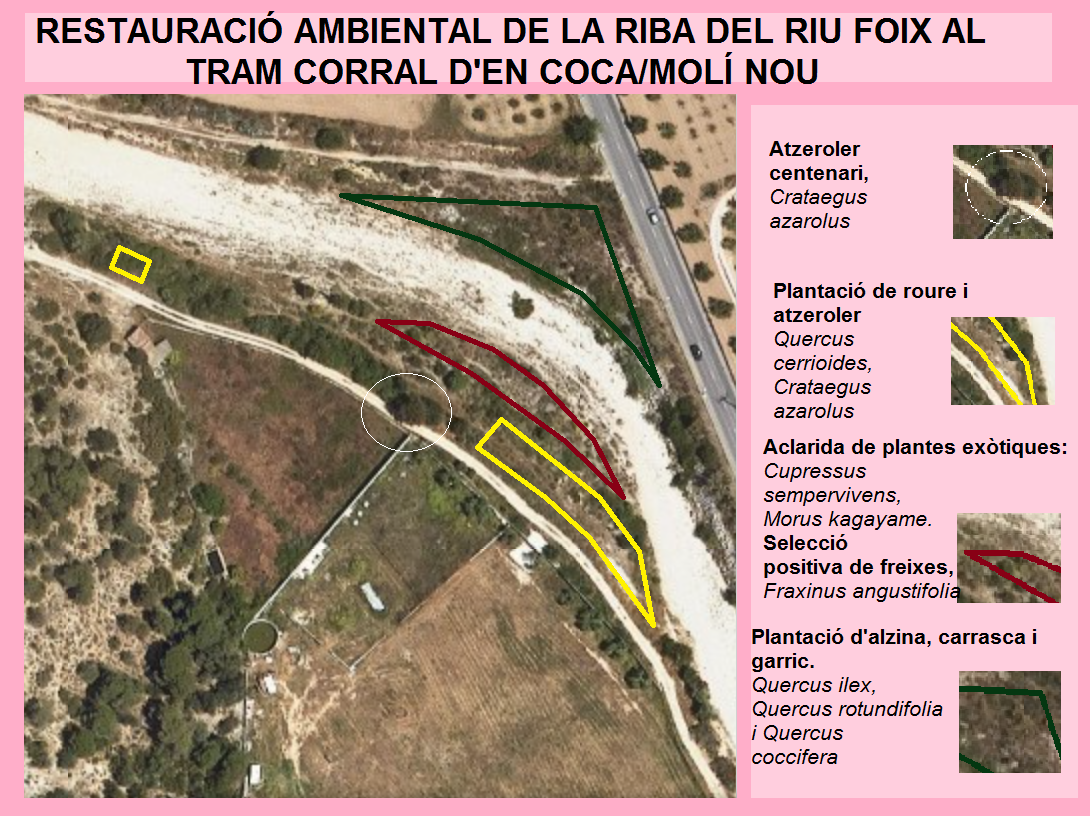 RESTAURACIÓ AMBIENTAL DE LA RIBA DEL RIU FOIX AL
TRAM CORRAL D'EN COCA/MOLÍ NOU
Atzeroler
centenari,
Crataegus
azarolus
Plantació de roure i
atzeroler
Quercus
cerrioides,
Crataegus
azarolus
Aclarida de plantes exòtiques:
Cupressus
sempervivens,
Morus kagayame.
Selecció
positiva de freixes,
Fraxinus angustifolia
Plantació d'alzina, carrasca i
garric.
Quercus ilex,
Quercus rotundifolia
i Quercus
coccifera